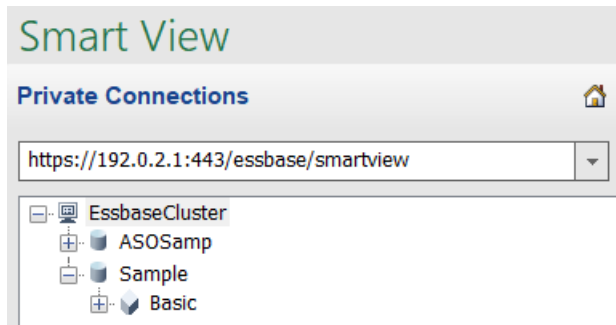 Smart View
Private Connections
https://192.0.2.1:443/essbase/smartview
EssbaseCluster
ASOSamp
Sample
Basic